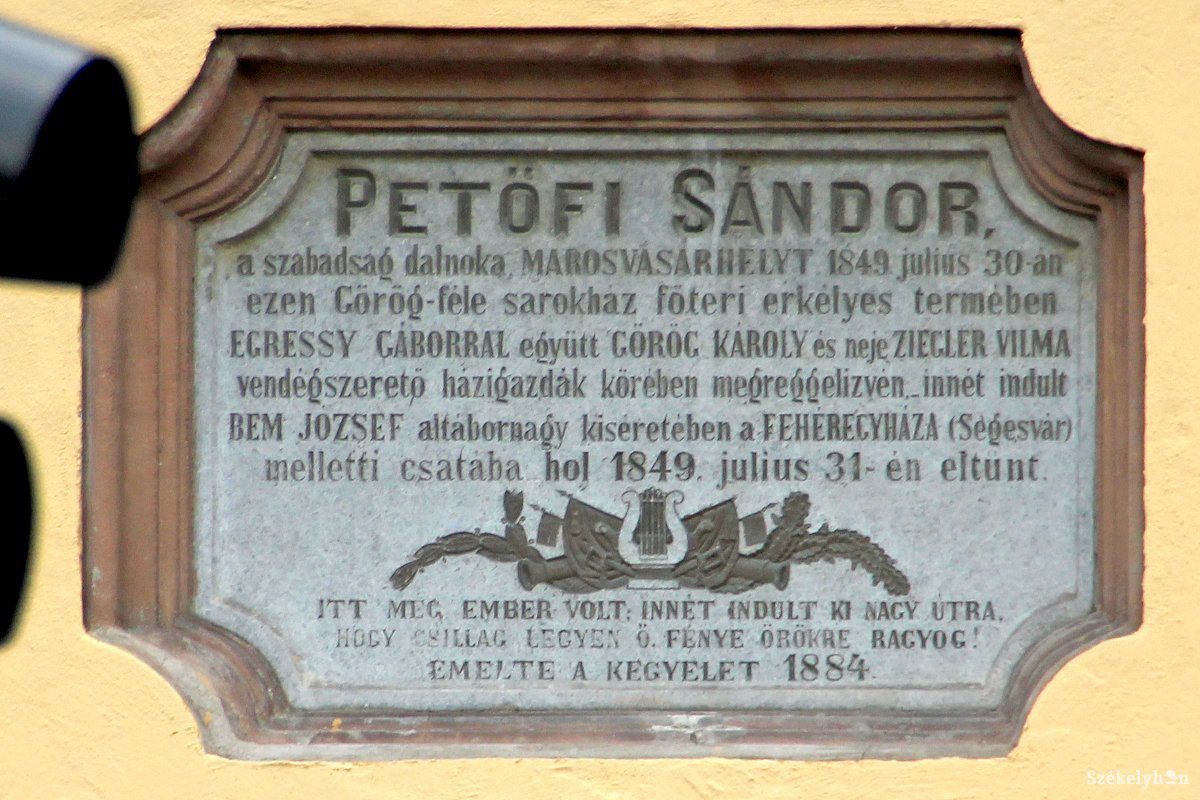 PETŐFI SÁNDOR,
a szabadság dalnoka, MAROSVÁSÁRHELYT 1849. július 30-án
ezen Görög-féle sarokház főteri erkélyes termében
EGRESSY GÁBORRAL együtt GÖRÖG KÁROLY és neje ZIEGLER VILMA
vendégszerető házigazdák körében megreggelizvén, innét indult
BEM JÓZSEF altábornagy kiséretében a FEHÉREGYHÁZA (Segesvár)
melletti csatába hol 1849. július 31-én eltünt.
ITT MÉG EMBER VOLT; INNÉT INDULT KI NAGY ÚTRA,
HOGY CSILLAG LEGYEN Ő. FÉNYE ÖRÖKRE RAGYOG!
EMELTE A KEGYELET 1884.
Székelyhon